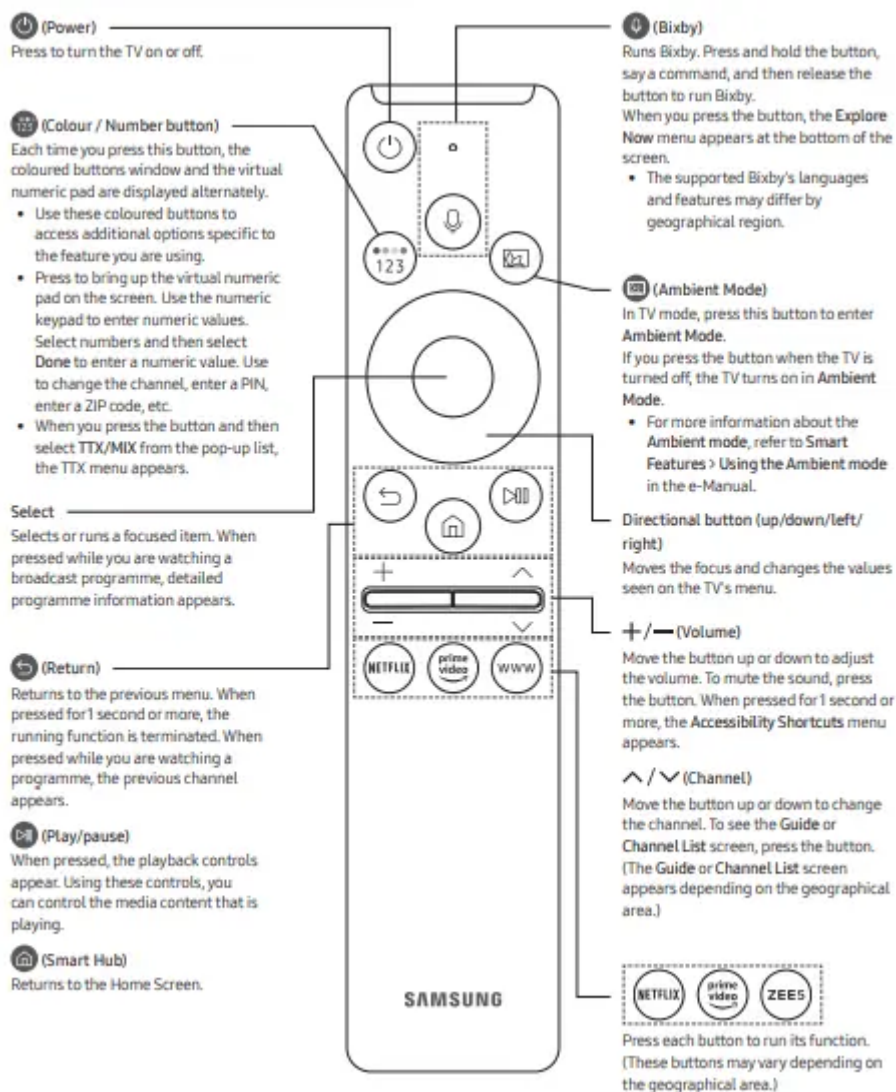 (Power)
Press to turn the TV on or off.
123
(Colour / Number button)
Each time you press this button, the
coloured buttons window and the virtual
numeric pad are displayed alternately.
• Use these coloured buttons to
access additional options specific to
the feature you are using.
• Press to bring up the virtual numeric
pad on the screen. Use the numeric
keypad to enter numeric values.
Select numbers and then select
Done to enter a numeric value. Use
to change the channel, enter a PIN,
enter a ZIP code, etc.
• When you press the button and then
select TTX/MIX from the pop-up list,
the TTX menu appears.
Select
Selects or runs a focused item. When
pressed while you are watching a
broadcast programme, detailed
programme information appears.
(Return)
Returns to the previous menu. When
pressed for1 second or more, the
running function is terminated. When
pressed while you are watching a
programme, the previous channel
appears.
(Play/pause)
When pressed, the playback controls
appear. Using these controls, you
can control the media content that is
playing.
(Smart Hub)
Returns to the Home Screen.
123
+
—
NETFLIX
prime
video
www
SAMSUNG
(Bixby)
Runs Bixby. Press and hold the button,
say a command, and then release the
button to run Bixby.
When you press the button, the Explore
Now menu appears at the bottom of the
screen.
• The supported Bixby's languages
and features may differ by
geographical region.
(Ambient Mode)
In TV mode, press this button to enter
Ambient Mode.
If you press the button when the TV is
turned off, the TV turns on in Ambient
Mode.
• For more information about the
Ambient mode, refer to Smart
Features > Using the Ambient mode
in the e-Manual.
Directional button (up/down/left/
right)
Moves the focus and changes the values
seen on the TV's menu.
+ / — (Volume)
Move the button up or down to adjust
the volume. To mute the sound, press
the button. When pressed for1 second or
more, the Accessibility Shortcuts menu
appears.
(Channel)
Move the button up or down to change
the channel. To see the Guide or
Channel List screen, press the button.
(The Guide or Channel List screen
appears depending on the geographical
area.)
NETFLIX
prime
video
ZEE5
Press each button to run its function.
(These buttons may vary depending on
the geographical area.)